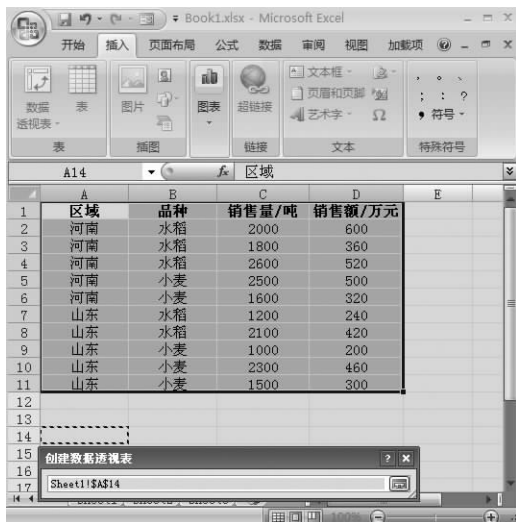 Book1.xlsx - Microsoft Excel
开始 插入 页面布局 公式 数据 审阅 视图 加载项
数据透视表 表 图片 图表 超链接 文本框 页眉和页脚 艺术字 Ω , 。 、 ; : ? • 符号
表 插图 链接 文本 特殊符号
A14 fx 区域
A B C D E
1 区域 品种 销售量/吨 销售额/万元
2 河南 水稻 2000 600
3 河南 水稻 1800 360
4 河南 水稻 2600 520
5 河南 小麦 2500 500
6 河南 小麦 1600 320
7 山东 水稻 1200 240
8 山东 水稻 2100 420
9 山东 小麦 1000 200
10 山东 小麦 2300 460
11 山东 小麦 1500 300
12
13
14
15 创建数据透视表 ? X
16
Sheet1!$A$14
17
100%